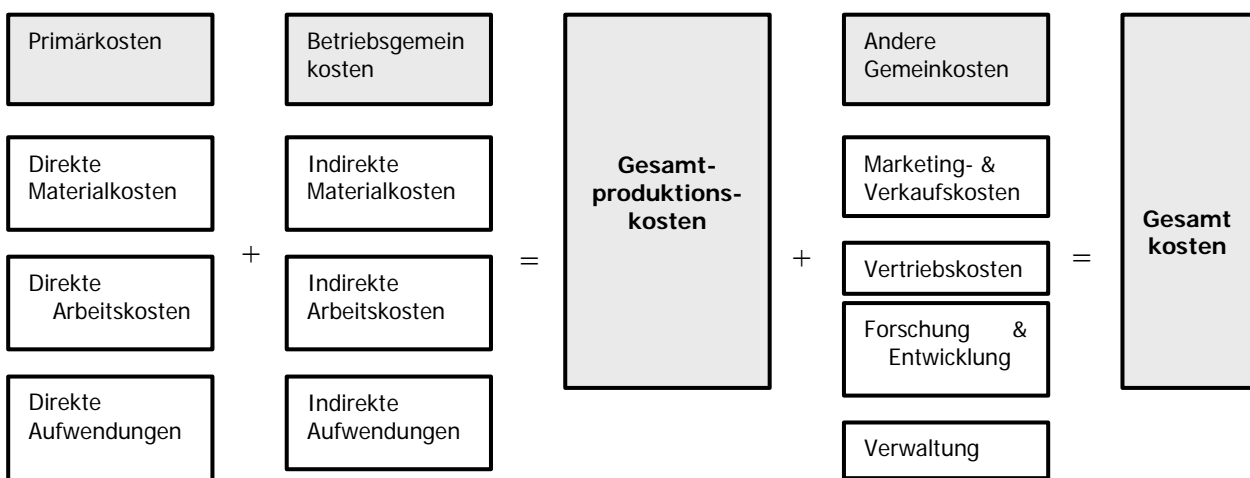 Primärkosten
Betriebsgemein
kosten
Andere
Gemeinkosten
Direkte
Materialkosten
Indirekte
Materialkosten
Gesamt-
produktions-
kosten
Marketing- &
Verkaufskosten
Gesamt
kosten
+
=
+
=
Direkte
Arbeitskosten
Indirekte
Arbeitskosten
Vertriebskosten
Forschung &
Entwicklung
Direkte
Aufwendungen
Indirekte
Aufwendungen
Verwaltung